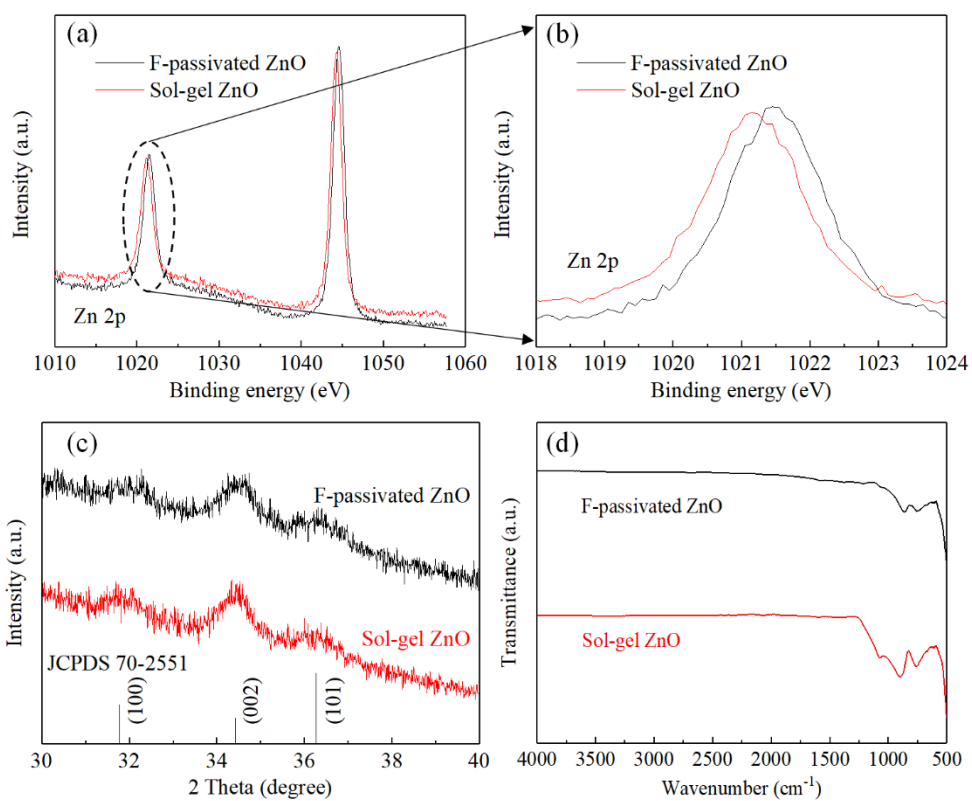 (a)
F-passivated ZnO
Sol-gel ZnO
Zn 2p
Intensity (a.u.)
1010 1020 1030 1040 1050 1060
Binding energy (eV)
(b)
F-passivated ZnO
Sol-gel ZnO
Zn 2p
Intensity (a.u.)
1018 1019 1020 1021 1022 1023 1024
Binding energy (eV)
(c)
F-passivated ZnO
Sol-gel ZnO
JCPDS 70-2551
(100)
(002)
(101)
Intensity (a.u.)
30 32 34 36 38 40
2 Theta (degree)
(d)
F-passivated ZnO
Sol-gel ZnO
Transmittance (a.u.)
4000 3500 3000 2500 2000 1500 1000 500
Wavenumber (cm⁻¹)